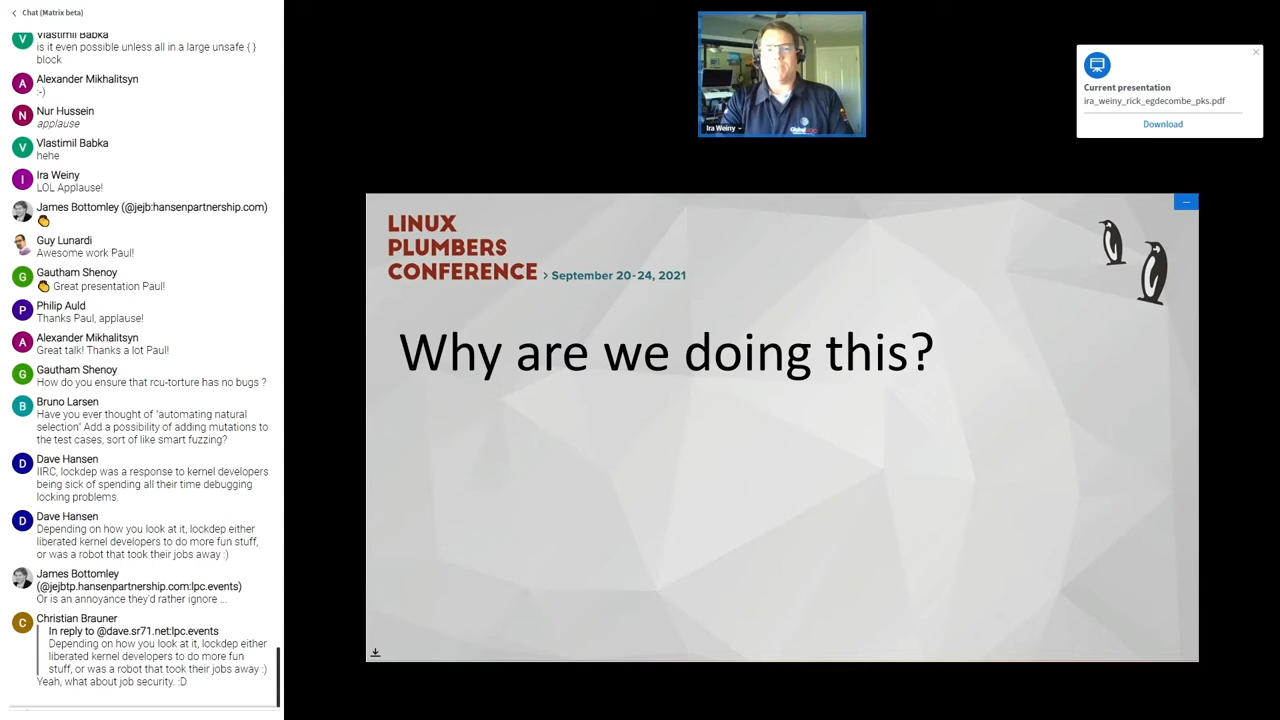 Chat (Matrix beta)
Vlastimil Babka
is it even possible unless all in a large unsafe { }
block
Alexander Mikhalitsyn
:-)
Nur Hussein
applause
Vlastimil Babka
hehe
Ira Weiny
LOL Applause!
James Bottomley (@jejb:hansenpartnership.com)
👏
Guy Lunardi
Awesome work Paul!
Gautham Shenoy
👏 Great presentation Paul!
Philip Auld
Thanks Paul, applause!
Alexander Mikhalitsyn
Great talk! Thanks a lot Paul!
Gautham Shenoy
How do you ensure that rcu-torture has no bugs ?
Bruno Larsen
Have you ever thought of "automating natural
selection" Add a possibility of adding mutations to
the test cases, sort of like smart fuzzing?
Dave Hansen
IIRC, lockdep was a response to kernel developers
being sick of spending all their time debugging
locking problems.
Dave Hansen
Depending on how you look at it, lockdep either
liberated kernel developers to do more fun stuff,
or was a robot that took their jobs away :)
James Bottomley
(@jejbtp.hansenpartnership.com:lpc.events)
Or is an annoyance they'd rather ignore ...
Christian Brauner
In reply to @dave.sr71.net:lpc.events
Depending on how you look at it, lockdep either
liberated kernel developers to do more fun
stuff, or was a robot that took their jobs away :)
Yeah, what about job security. :D
Ira Weiny
Current presentation
ira_weiny_rick_egdecombe_pks.pdf
Download
LINUX
PLUMBERS
CONFERENCE > September 20-24, 2021
Why are we doing this?